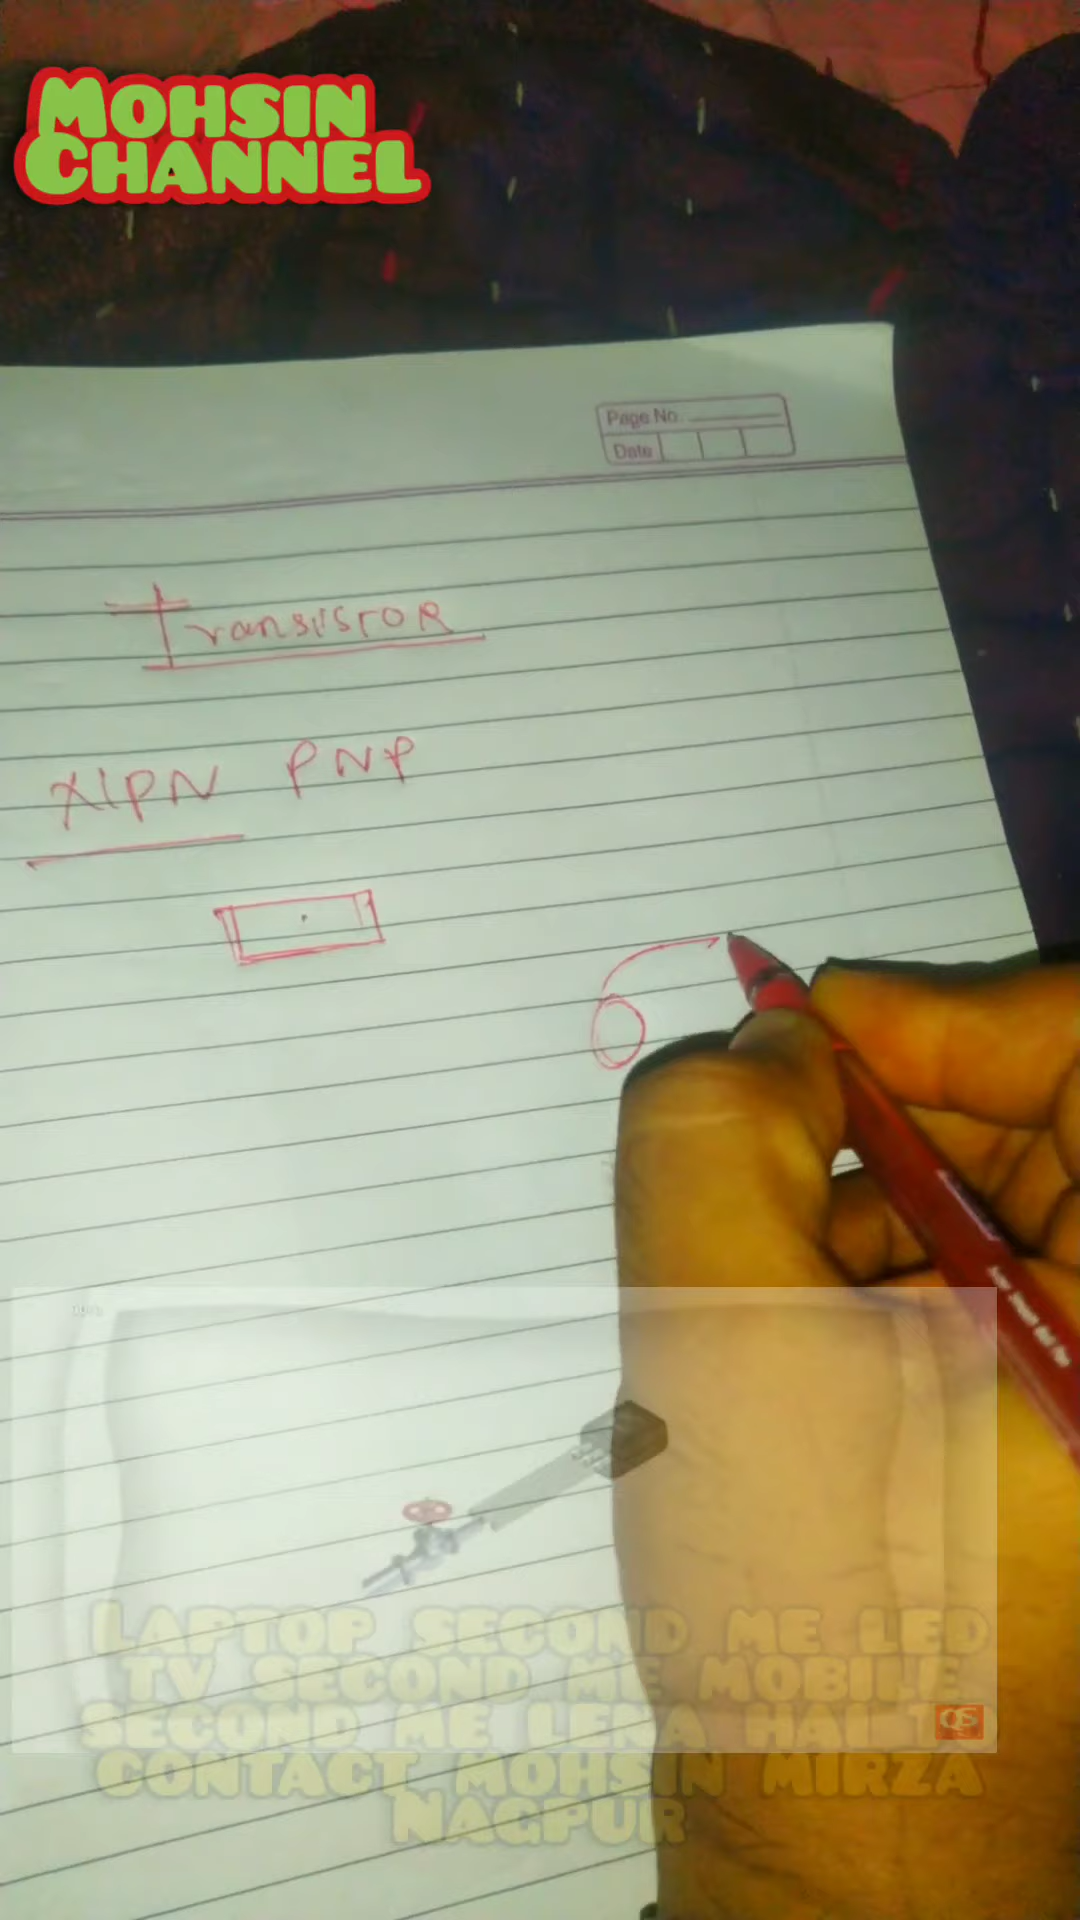 MOHSIN
CHANNEL
Page No.
Date
Transistor
NPN PNP
LAPTOP SECOND ME LED
TV SECOND ME MOBILE
SECOND ME LENA HAI TO
CONTACT MOHSIN MIRZA
NAGPUR
QS